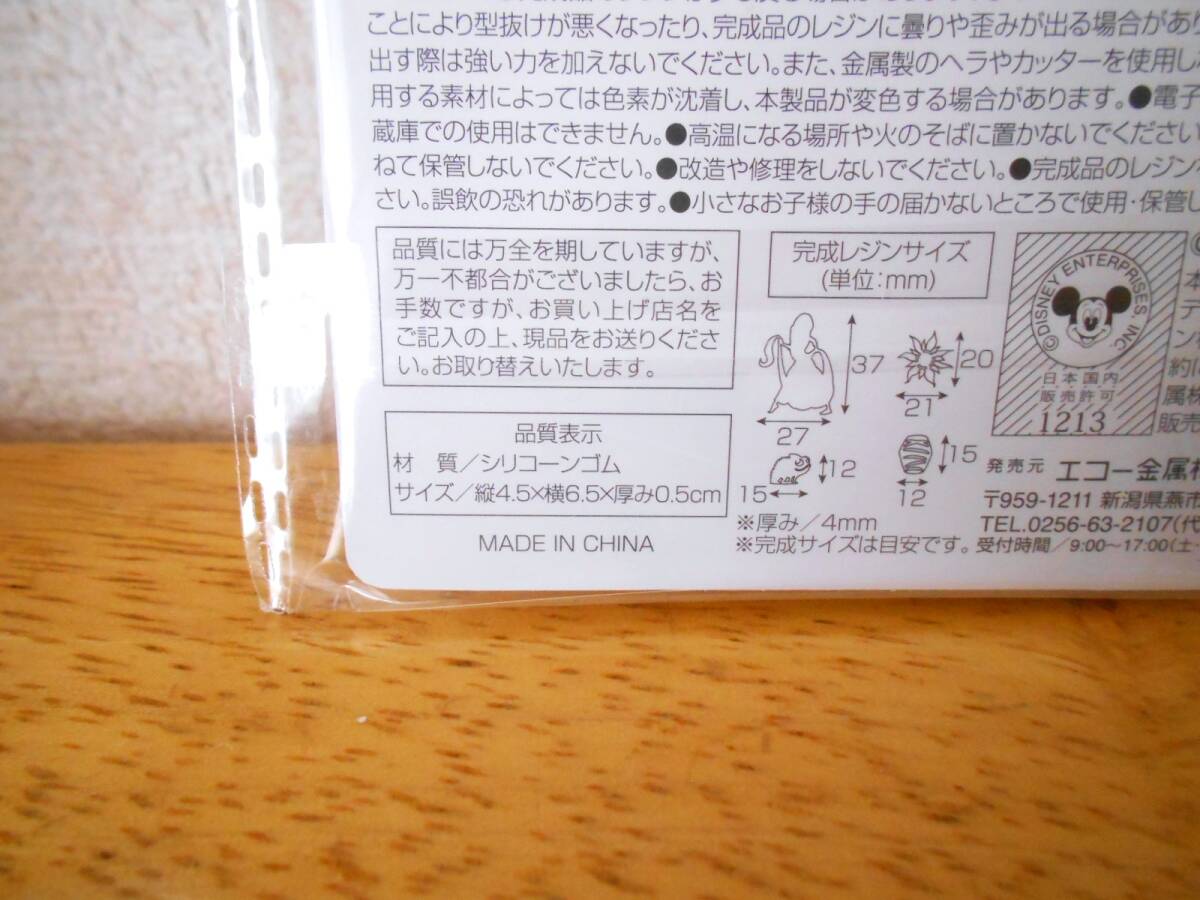 ことにより型抜けが悪くなったり、完成品のレジンに曇りや歪みが出る場合があ
出す際は強い力を加えないでください。また、金属製のヘラやカッターを使用し
用する素材によっては色素が沈着し、本製品が変色する場合があります。●電子
蔵庫での使用はできません。●高温になる場所や火のそばに置かないでください
ねて保管しないでください。●改造や修理をしないでください。●完成品のレジン
さい。誤飲の恐れがあります。●小さなお子様の手の届かないところで使用・保管し
品質には万全を期していますが、
万一不都合がございましたら、お
手数ですが、お買い上げ店名を
ご記入の上、現品をお送りくださ
い。お取り替えいたします。
品質表示
材 質／シリコーンゴム
サイズ／縦4.5×横6.5×厚み0.5cm
MADE IN CHINA
完成レジンサイズ
(単位:mm)
37
27
20
21
12
15
15
12
※厚み／4mm
※完成サイズは目安です。
©DISNEY ENTERPRISES INC
日本国内
販売許可
1213
本
デ
ン
約
属
販売
発売元 エコー金属
〒959-1211 新潟県燕市
TEL.0256-63-2107(代
受付時間／9:00〜17:00(土